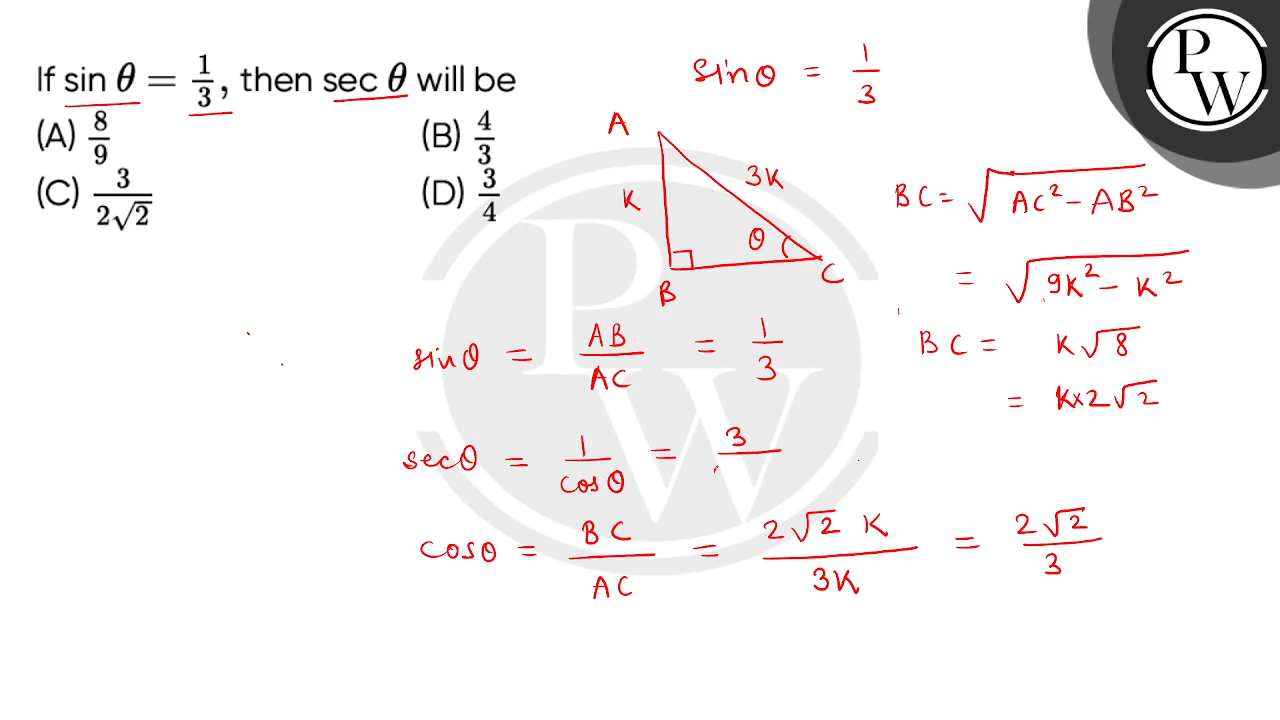 If sin θ = 1/3, then sec θ will be
(A) 8/9
(B) 4/3
(C) 3/(2√2)
(D) 3/4
sinθ = 1/3
A
K
3K
θ
B
C
BC = √(AC² - AB²)
= √(9K² - K²)
BC = K√8
= K×2√2
sinθ = AB/AC = 1/3
secθ = 1/cosθ = 3/
cosθ = BC/AC = 2√2 K/3K = 2√2/3
P
W
P
W